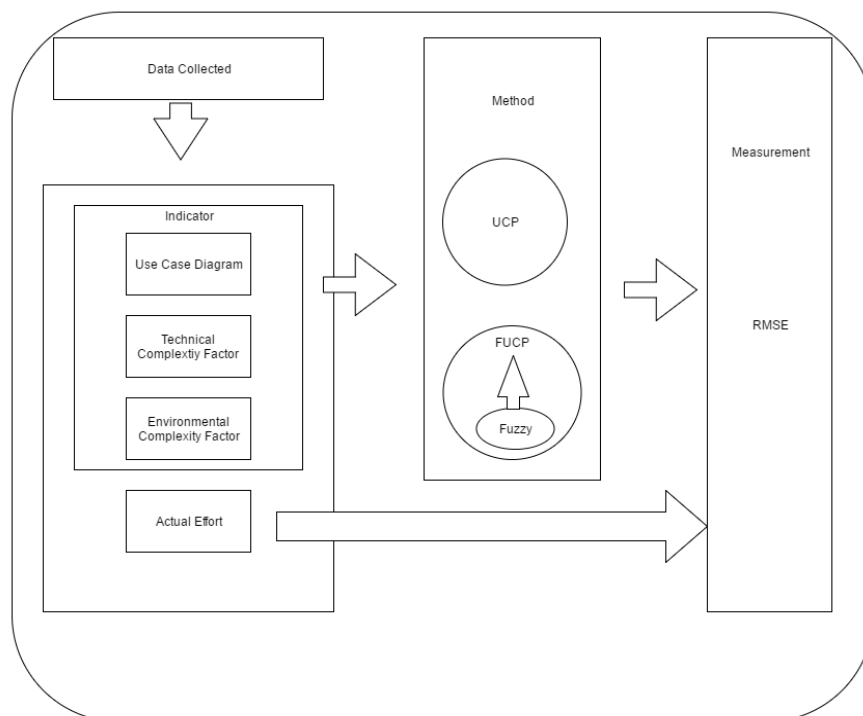 Data Collected
Indicator
Use Case Diagram
Technical
Complextiy Factor
Environmental
Complexity Factor
Actual Effort
Method
UCP
FUCP
Fuzzy
Measurement
RMSE